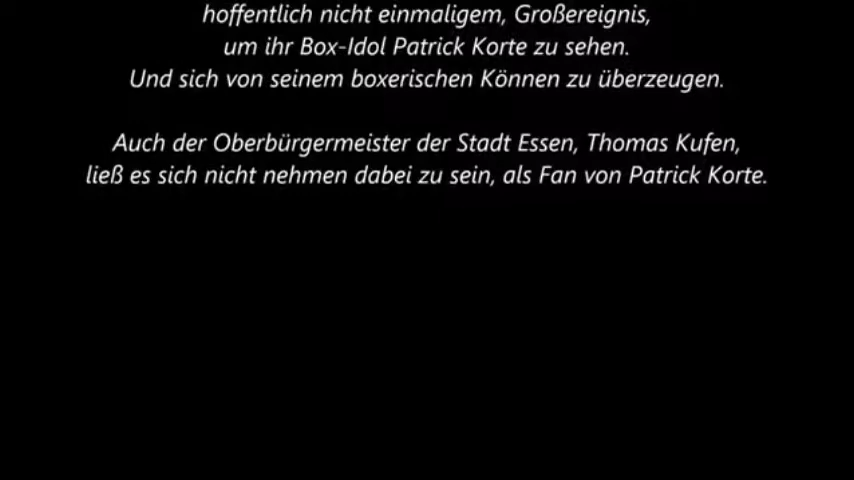 hoffentlich nicht einmaligem, Großereignis,
um ihr Box-Idol Patrick Korte zu sehen.
Und sich von seinem boxerischen Können zu überzeugen.
Auch der Oberbürgermeister der Stadt Essen, Thomas Kufen,
ließ es sich nicht nehmen dabei zu sein, als Fan von Patrick Korte.